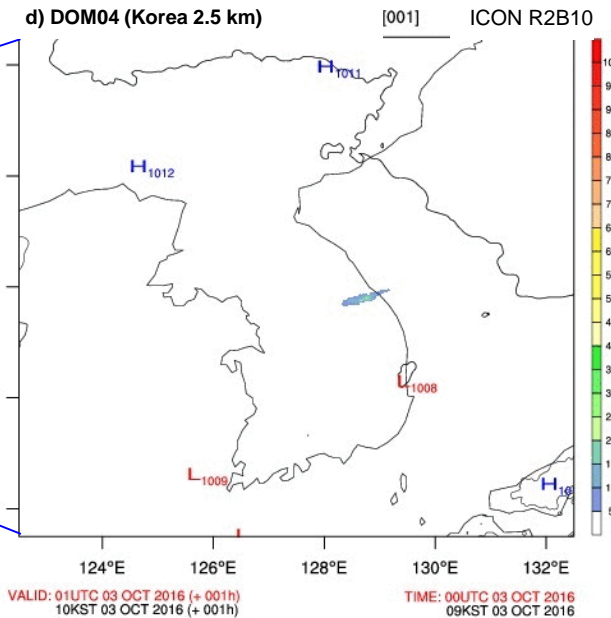 d) DOM04 (Korea 2.5 km) [001] ICON R2B10
H1011
H1012
L1008
L1009
H10
L
124°E 126°E 128°E 130°E 132°E
VALID: 01UTC 03 OCT 2016 (+ 001h) TIME: 00UTC 03 OCT 2016
10KST 03 OCT 2016 (+ 001h) 09KST 03 OCT 2016